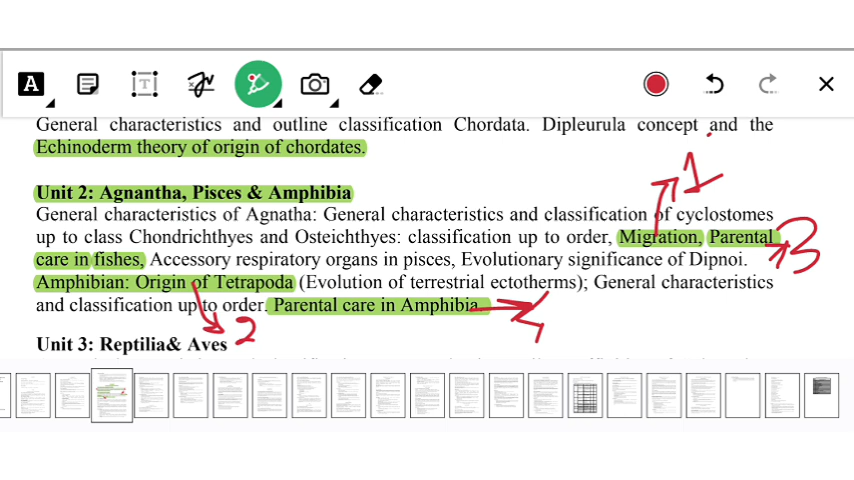 A
T
General characteristics and outline classification Chordata. Dipleurula concept and the
Echinoderm theory of origin of chordates.
Unit 2: Agnantha, Pisces & Amphibia
1
General characteristics of Agnatha: General characteristics and classification of cyclostomes
up to class Chondrichthyes and Osteichthyes: classification up to order, Migration, Parental
3
care in fishes, Accessory respiratory organs in pisces, Evolutionary significance of Dipnoi.
Amphibian: Origin of Tetrapoda (Evolution of terrestrial ectotherms); General characteristics
and classification up to order. Parental care in Amphibia
4
2
Unit 3: Reptilia& Aves